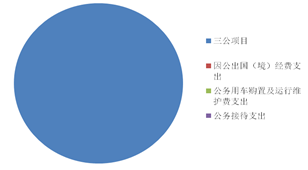 三公项目
因公出国（境）经费支
出
公务用车购置及运行维
护费支出
公务接待支出